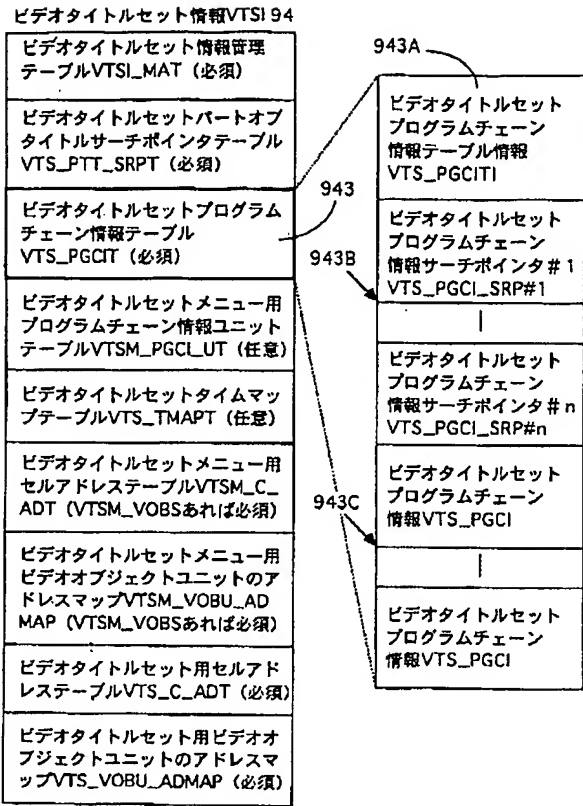 ビデオタイトルセット情報VTSI 94
ビデオタイトルセット情報管理
テーブルVTSI_MAT（必須）
ビデオタイトルセットパートオブ
タイトルサーチポインタテーブル
VTS_PTT_SRPT（必須）
ビデオタイトルセットプログラム
チェーン情報テーブル
VTS_PGCIT（必須）
ビデオタイトルセットメニュー用
プログラムチェーン情報ユニット
テーブルVTSM_PGCI_UT（任意）
ビデオタイトルセットタイムマッ
プテーブルVTS_TMAPT（任意）
ビデオタイトルセットメニュー用
セルアドレステーブルVTSM_C_
ADT（VTSM_VOBSあれば必須）
ビデオタイトルセットメニュー用
ビデオオブジェクトユニットのア
ドレスマップVTSM_VOBU_AD
MAP（VTSM_VOBSあれば必須）
ビデオタイトルセット用セルアド
レステーブルVTS_C_ADT（必須）
ビデオタイトルセット用ビデオオ
ブジェクトユニットのアドレスマ
ップVTS_VOBU_ADMAP（必須）
943
943A
ビデオタイトルセット
プログラムチェーン
情報テーブル情報
VTS_PGCITI
943B
ビデオタイトルセット
プログラムチェーン
情報サーチポインタ＃1
VTS_PGCI_SRP#1
ビデオタイトルセット
プログラムチェーン
情報サーチポインタ＃n
VTS_PGCI_SRP#n
943C
ビデオタイトルセット
プログラムチェーン
情報VTS_PGCI
ビデオタイトルセット
プログラムチェーン
情報VTS_PGCI